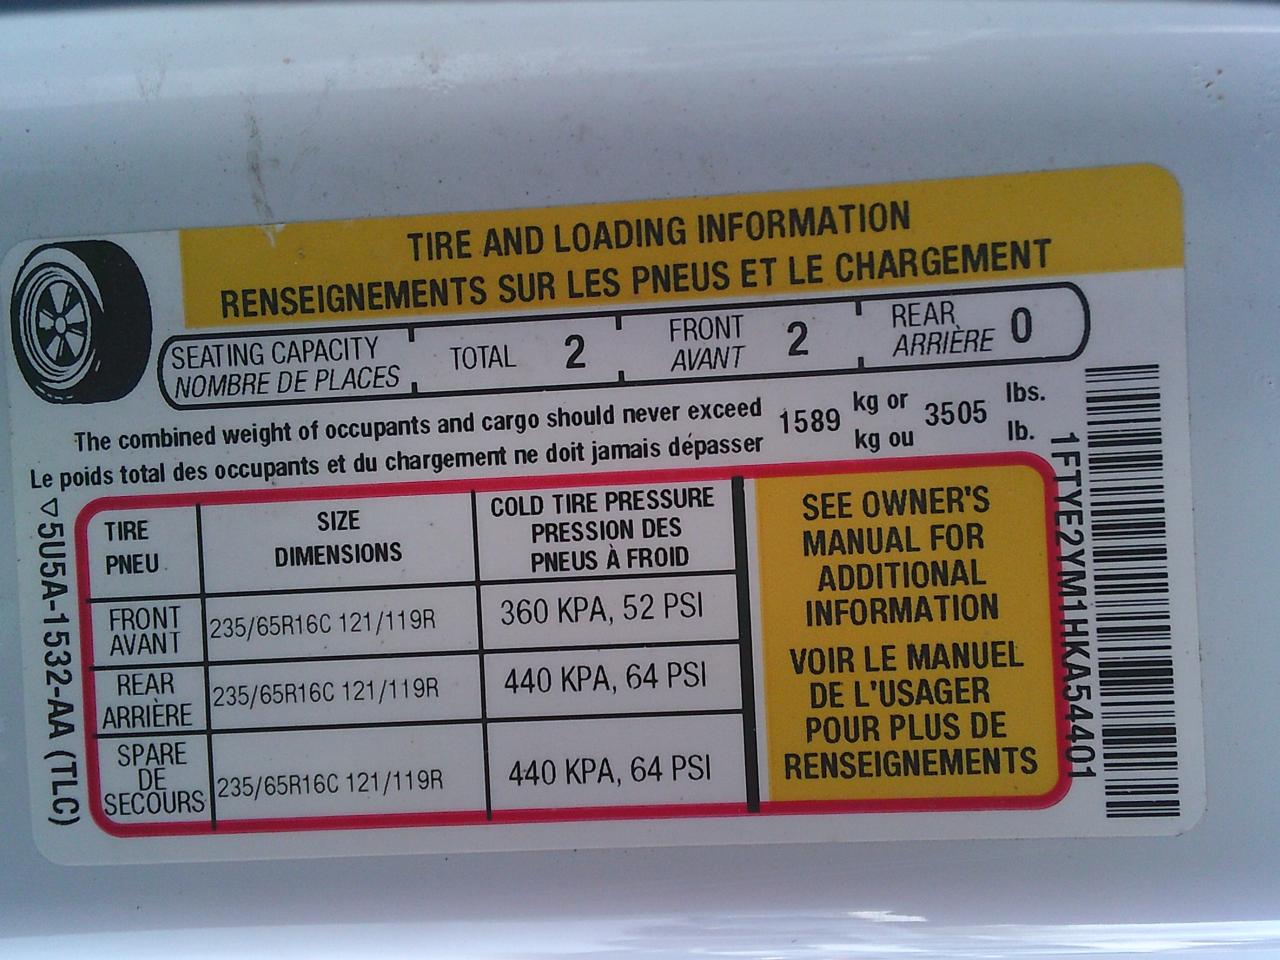 TIRE AND LOADING INFORMATION
RENSEIGNEMENTS SUR LES PNEUS ET LE CHARGEMENT
SEATING CAPACITY
NOMBRE DE PLACES
TOTAL 2
FRONT
AVANT
2
REAR
ARRIÈRE
0
The combined weight of occupants and cargo should never exceed 1589 kg or 3505 lbs.
Le poids total des occupants et du chargement ne doit jamais dépasser kg ou lb.
TIRE
PNEU
SIZE
DIMENSIONS
COLD TIRE PRESSURE
PRESSION DES
PNEUS À FROID
FRONT
AVANT
235/65R16C 121/119R
360 KPA, 52 PSI
REAR
ARRIÈRE
235/65R16C 121/119R
440 KPA, 64 PSI
SPARE
DE
SECOURS
235/65R16C 121/119R
440 KPA, 64 PSI
SEE OWNER'S
MANUAL FOR
ADDITIONAL
INFORMATION
VOIR LE MANUEL
DE L'USAGER
POUR PLUS DE
RENSEIGNEMENTS
5U5A-1532-AA (TLC)
1FTYE2YM1HKA54401